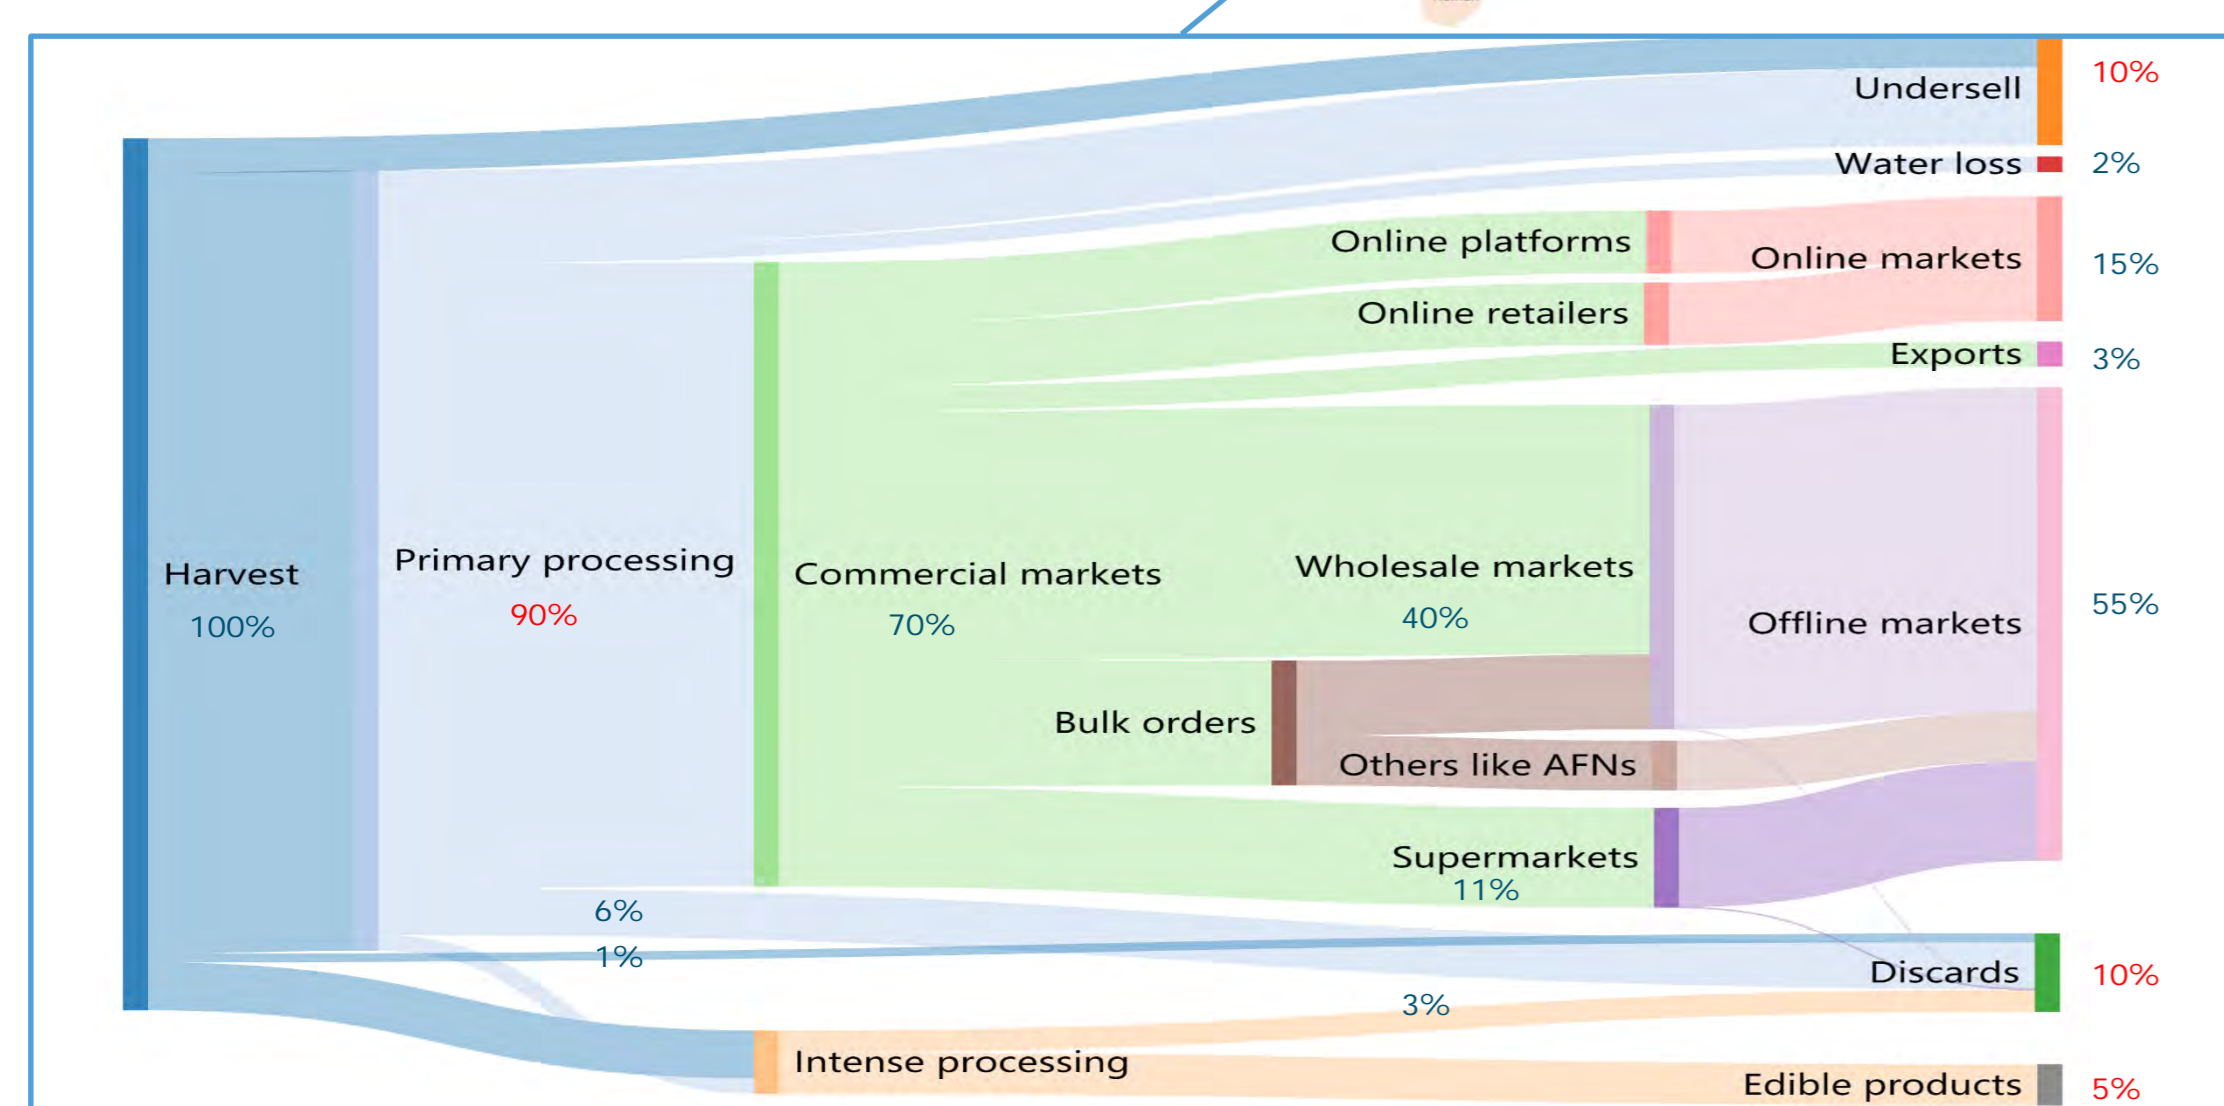 Undersell
10%
Water loss
2%
Online platforms
Online markets
15%
Online retailers
Exports
3%
Harvest
100%
Primary processing
90%
Commercial markets
70%
Wholesale markets
40%
Offline markets
55%
Bulk orders
Others like AFNs
Supermarkets
11%
6%
1%
Discards
10%
3%
Intense processing
Edible products
5%